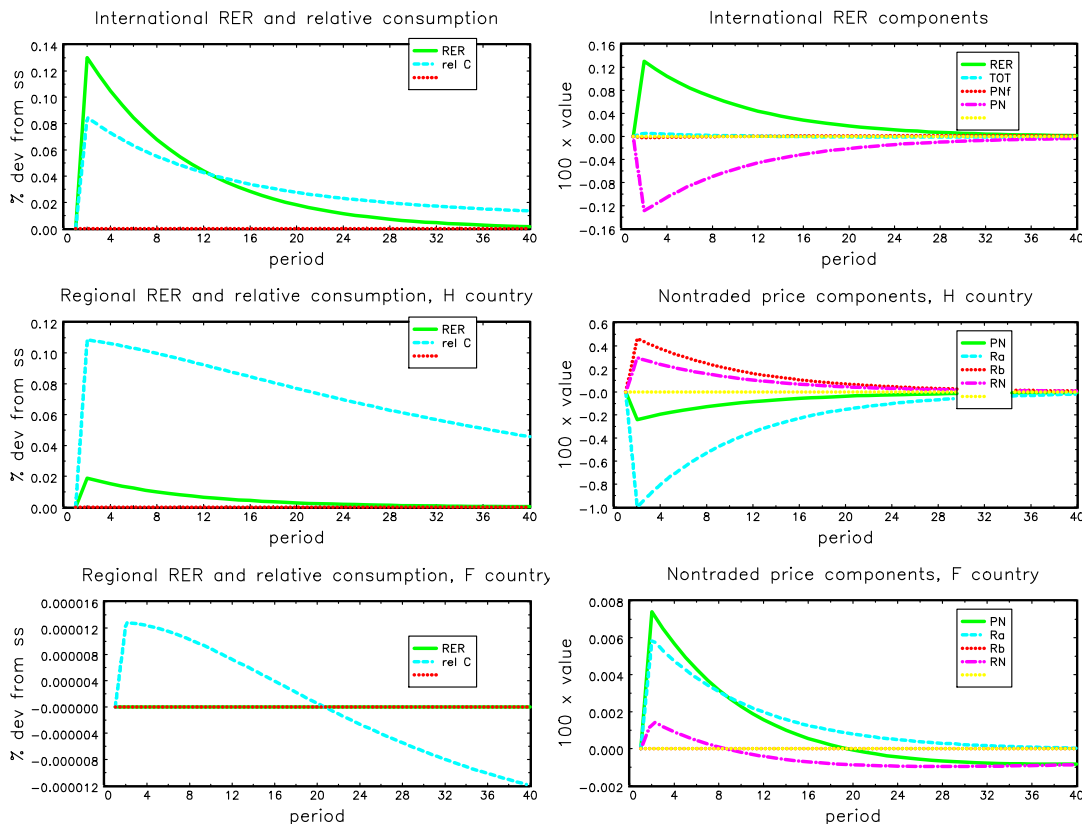 International RER and relative consumption
% dev from ss
0.14
0.12
0.10
0.08
0.06
0.04
0.02
0.00
0 4 8 12 16 20 24 28 32 36 40
period
RER
rel C
International RER components
100 x value
0.16
0.12
0.08
0.04
-0.00
-0.04
-0.08
-0.12
-0.16
0 4 8 12 16 20 24 28 32 36 40
period
RER
TOT
PNf
PN
Regional RER and relative consumption, H country
% dev from ss
0.12
0.10
0.08
0.06
0.04
0.02
0.00
0 4 8 12 16 20 24 28 32 36 40
period
RER
rel C
Nontraded price components, H country
100 x value
0.6
0.4
0.2
-0.0
-0.2
-0.4
-0.6
-0.8
-1.0
0 4 8 12 16 20 24 28 32 36 40
period
PN
Ra
Rb
RN
Regional RER and relative consumption, F country
% dev from ss
0.000016
0.000012
0.000008
0.000004
-0.000000
-0.000004
-0.000008
-0.000012
0 4 8 12 16 20 24 28 32 36 40
period
RER
rel C
Nontraded price components, F country
100 x value
0.008
0.006
0.004
0.002
0.000
-0.002
0 4 8 12 16 20 24 28 32 36 40
period
PN
Ra
Rb
RN